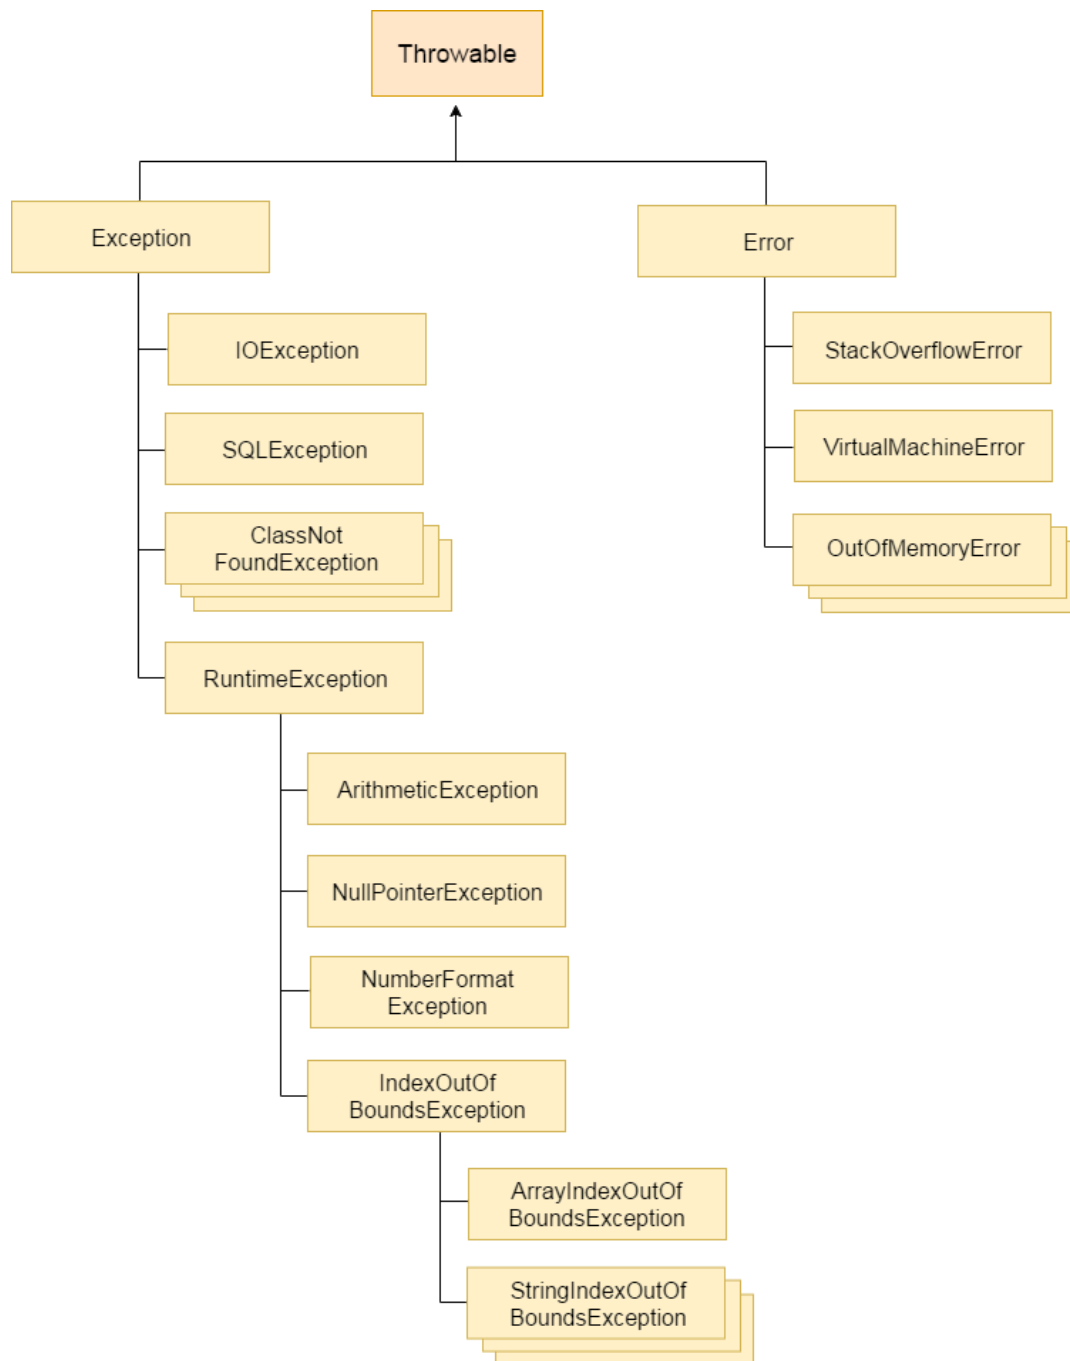 Throwable
Exception
Error
IOException
StackOverflowError
SQLException
VirtualMachineError
ClassNot
FoundException
OutOfMemoryError
RuntimeException
ArithmeticException
NullPointerException
NumberFormat
Exception
IndexOutOf
BoundsException
ArrayIndexOutOf
BoundsException
StringIndexOutOf
BoundsException